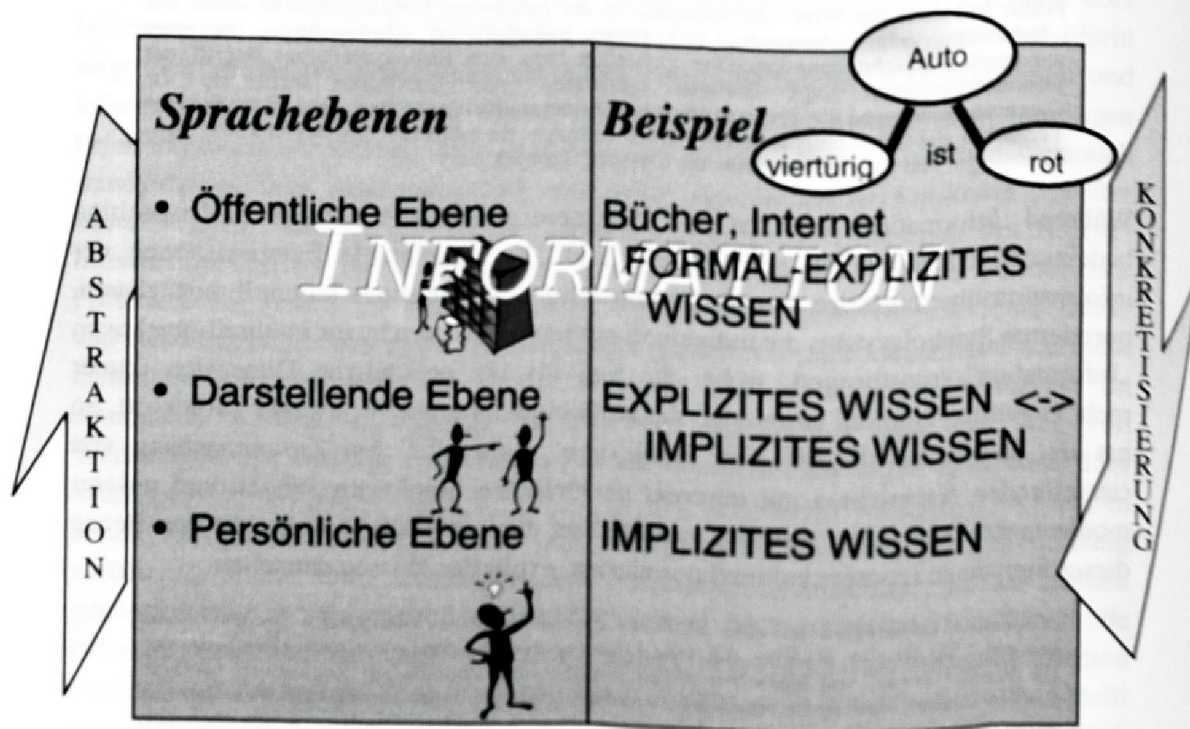 Auto
viertürig ist rot
Sprachebenen
Beispiel
• Öffentliche Ebene
Bücher, Internet
INFORMATION
FORMAL-EXPLIZITES
WISSEN
• Darstellende Ebene
EXPLIZITES WISSEN <->
IMPLIZITES WISSEN
• Persönliche Ebene
IMPLIZITES WISSEN
ABSTRAKTION
KONKRETISIERUNG